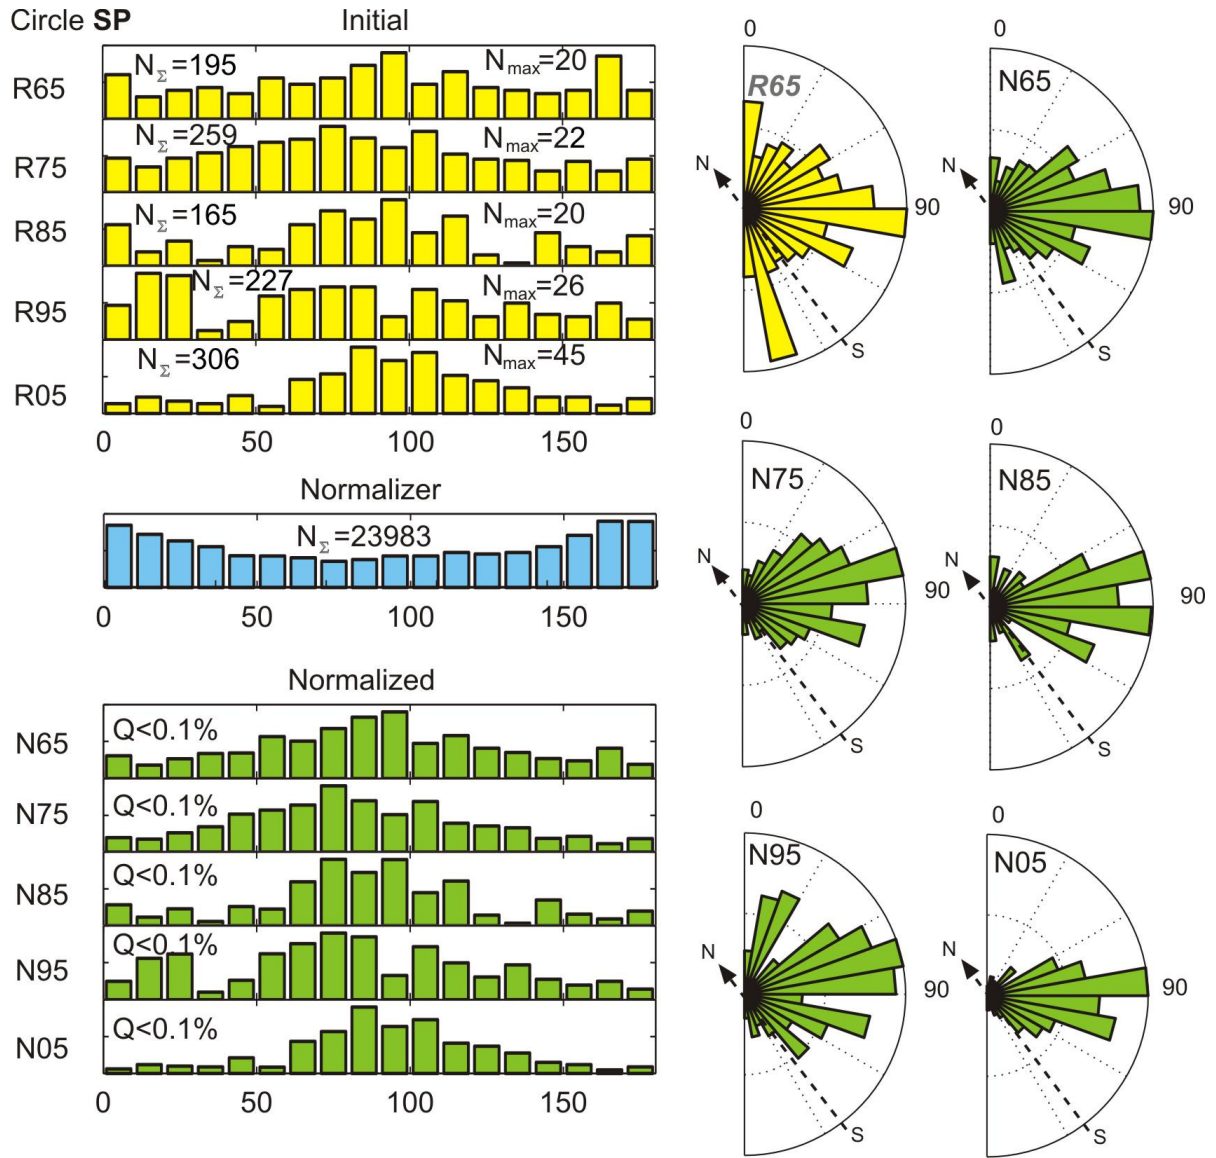 Circle SP
Initial
R65
N_Σ=195
N_max=20
R75
N_Σ=259
N_max=22
R85
N_Σ=165
N_max=20
R95
N_Σ=227
N_max=26
R05
N_Σ=306
N_max=45
0 50 100 150
Normalizer
N_Σ=23983
0 50 100 150
Normalized
N65
Q<0.1%
N75
Q<0.1%
N85
Q<0.1%
N95
Q<0.1%
N05
Q<0.1%
0 50 100 150
0
R65
N
90
S
0
N65
N
90
S
0
N75
N
90
S
0
N85
N
90
S
0
N95
N
90
S
0
N05
N
90
S